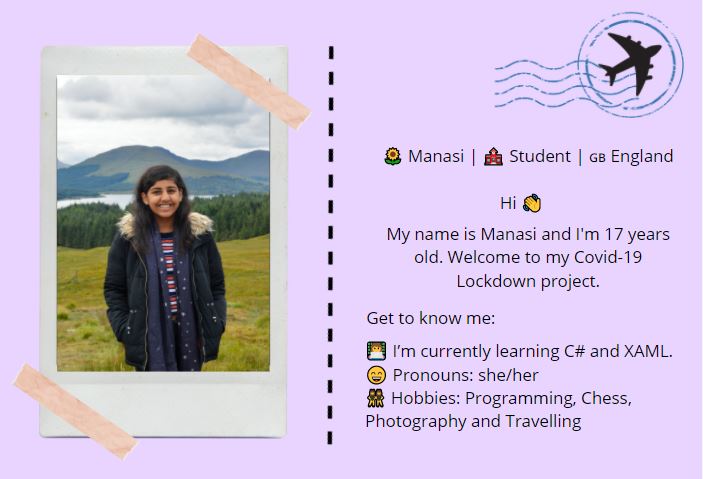 🌻 Manasi | 🏫 Student | GB England
Hi 👏
My name is Manasi and I'm 17 years
old. Welcome to my Covid-19
Lockdown project.
Get to know me:
👩‍💻 I’m currently learning C# and XAML.
😄 Pronouns: she/her
👯 Hobbies: Programming, Chess,
Photography and Travelling